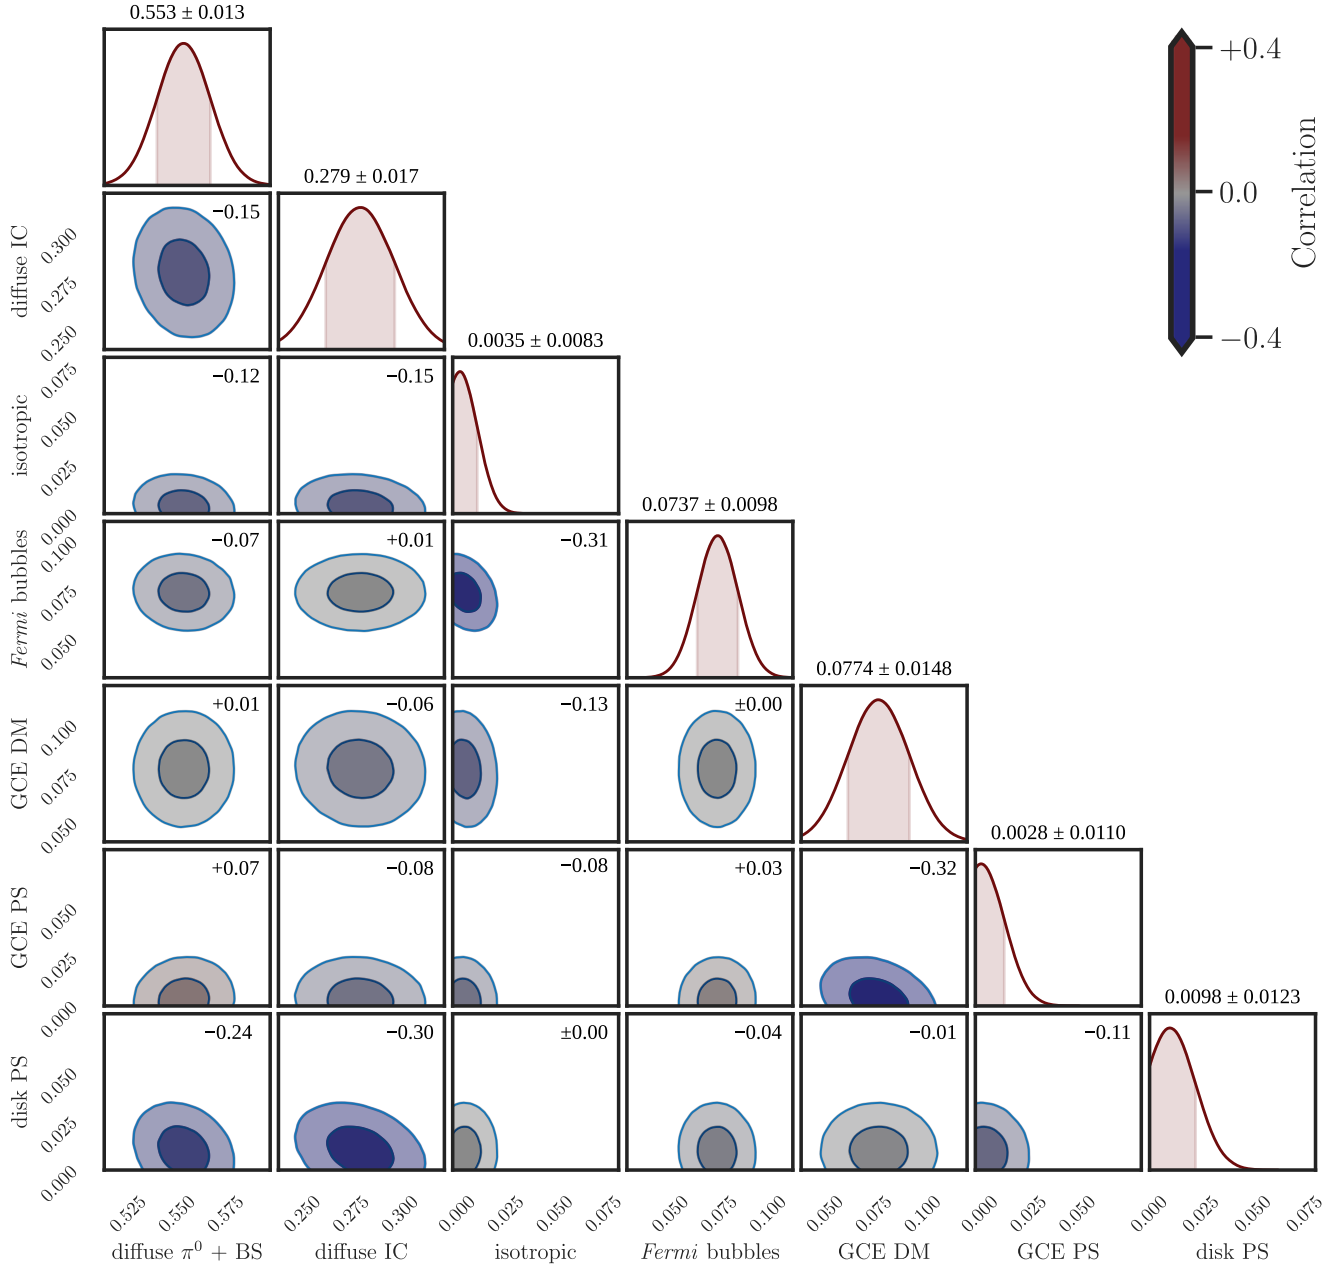 0.553 ± 0.013
+0.4
0.0
−0.4
Correlation
0.279 ± 0.017
−0.15
diffuse IC
0.300
0.275
0.250
0.0035 ± 0.0083
−0.12
−0.15
isotropic
0.075
0.050
0.025
0.000
0.0737 ± 0.0098
−0.07
+0.01
−0.31
Fermi bubbles
0.100
0.075
0.050
0.0774 ± 0.0148
+0.01
−0.06
−0.13
±0.00
GCE DM
0.100
0.075
0.050
0.0028 ± 0.0110
+0.07
−0.08
−0.08
+0.03
−0.32
GCE PS
0.050
0.025
0.000
0.0098 ± 0.0123
−0.24
−0.30
±0.00
−0.04
−0.01
−0.11
disk PS
0.050
0.025
0.000
0.525 0.550 0.575
0.250 0.275 0.300
0.000 0.025 0.050 0.075
0.050 0.075 0.100
0.050 0.075 0.100
0.000 0.025 0.050
0.000 0.025 0.050 0.075
diffuse π⁰ + BS
diffuse IC
isotropic
Fermi bubbles
GCE DM
GCE PS
disk PS